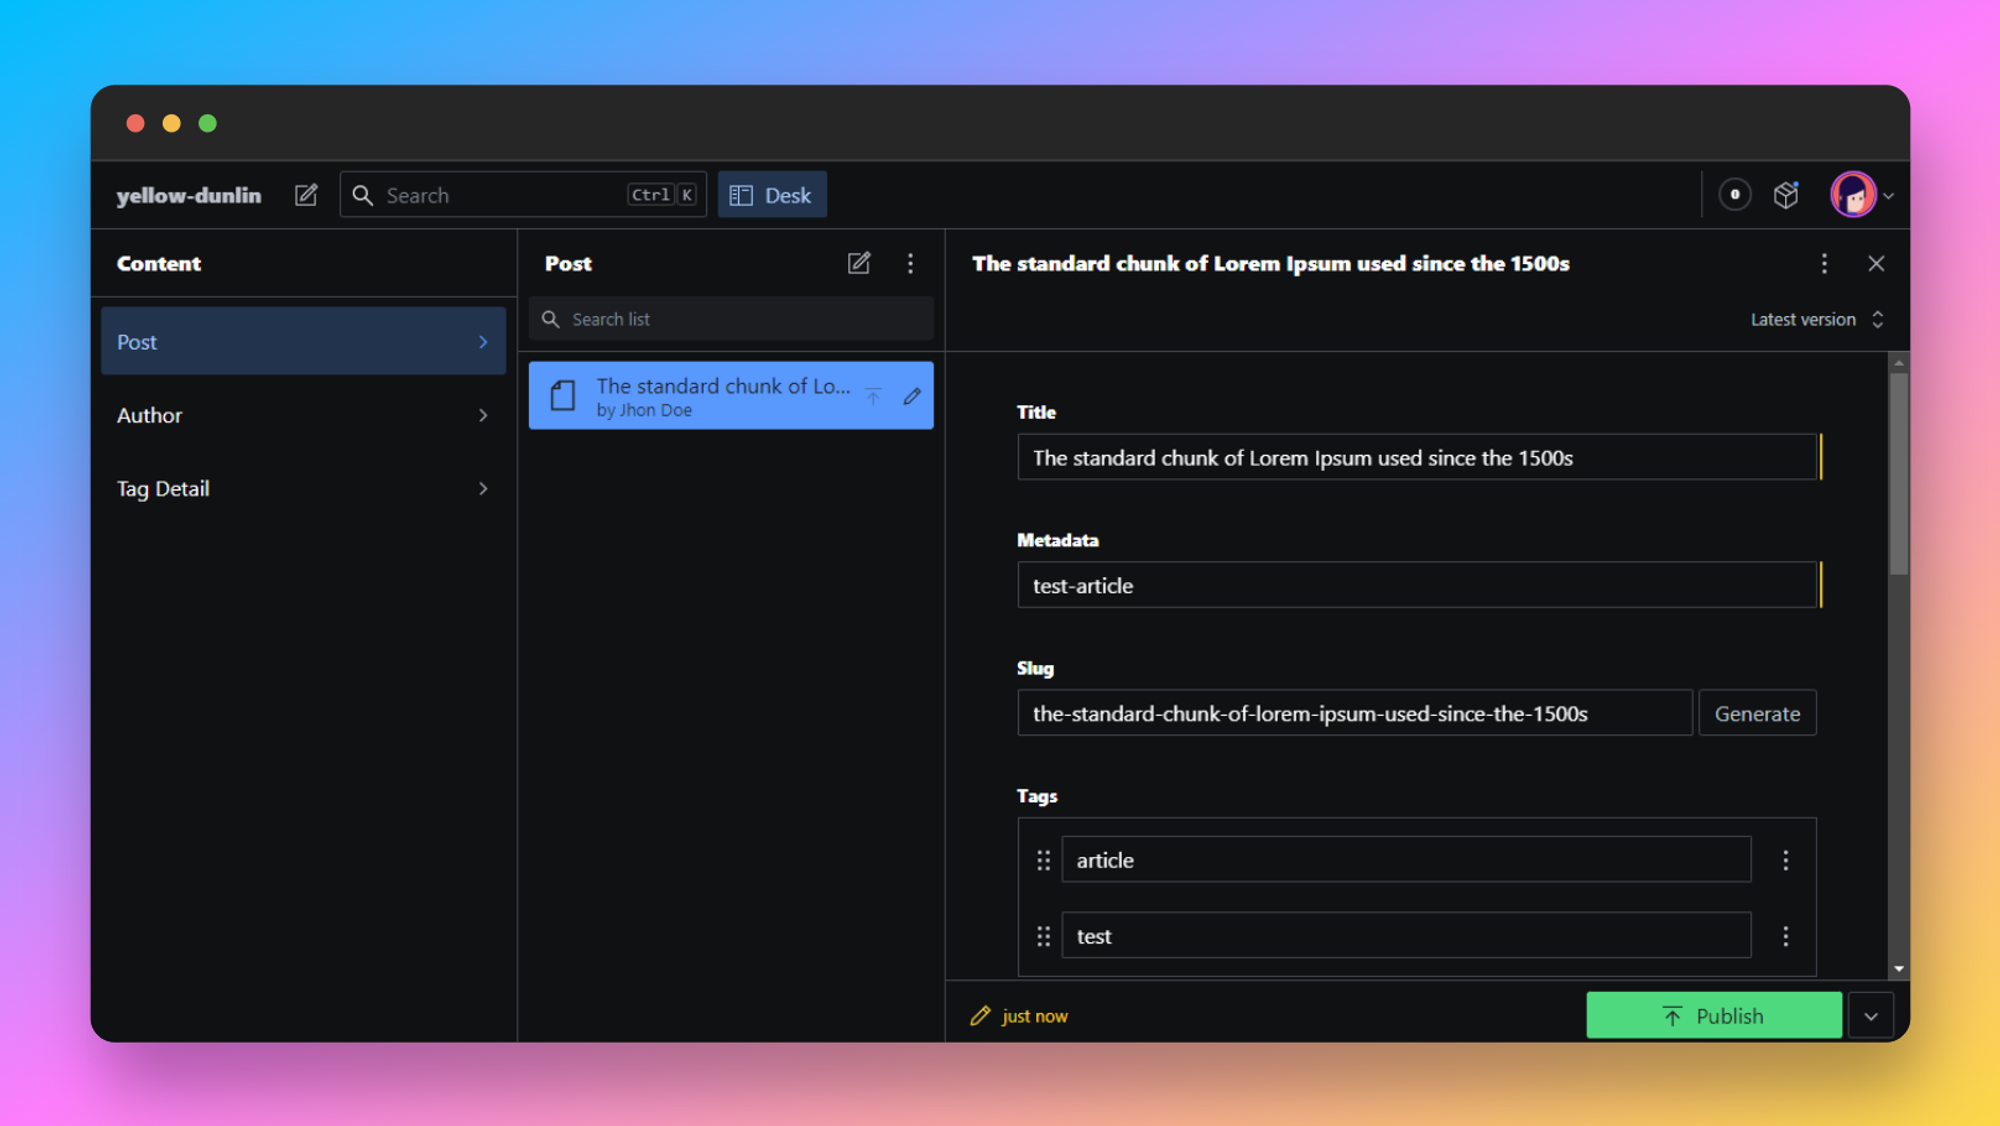 yellow-dunlin
Search
Ctrl K
Desk
0
Content
Post
Author
Tag Detail
Post
Search list
The standard chunk of Lo...
by Jhon Doe
The standard chunk of Lorem Ipsum used since the 1500s
Latest version
Title
The standard chunk of Lorem Ipsum used since the 1500s
Metadata
test-article
Slug
the-standard-chunk-of-lorem-ipsum-used-since-the-1500s
Generate
Tags
article
test
just now
Publish